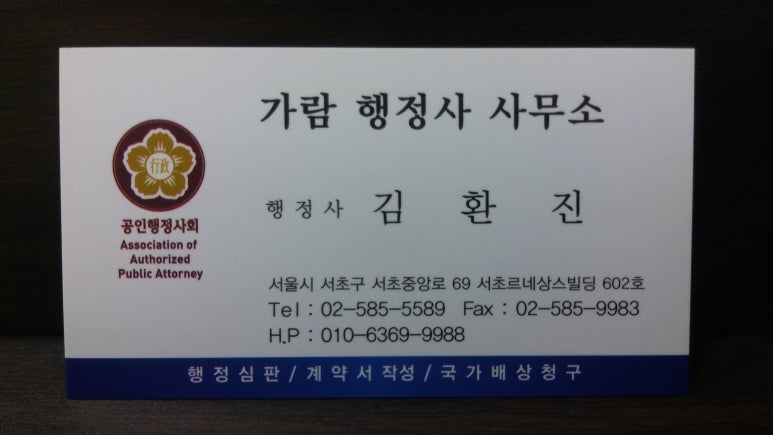 가람 행정사 사무소
行政
공인행정사회
Association of
Authorized
Public Attorney
행정사 김 환 진
서울시 서초구 서초중앙로 69 서초르네상스빌딩 602호
Tel : 02-585-5589 Fax : 02-585-9983
H.P : 010-6369-9988
행정심판 / 계약서작성 / 국가배상청구